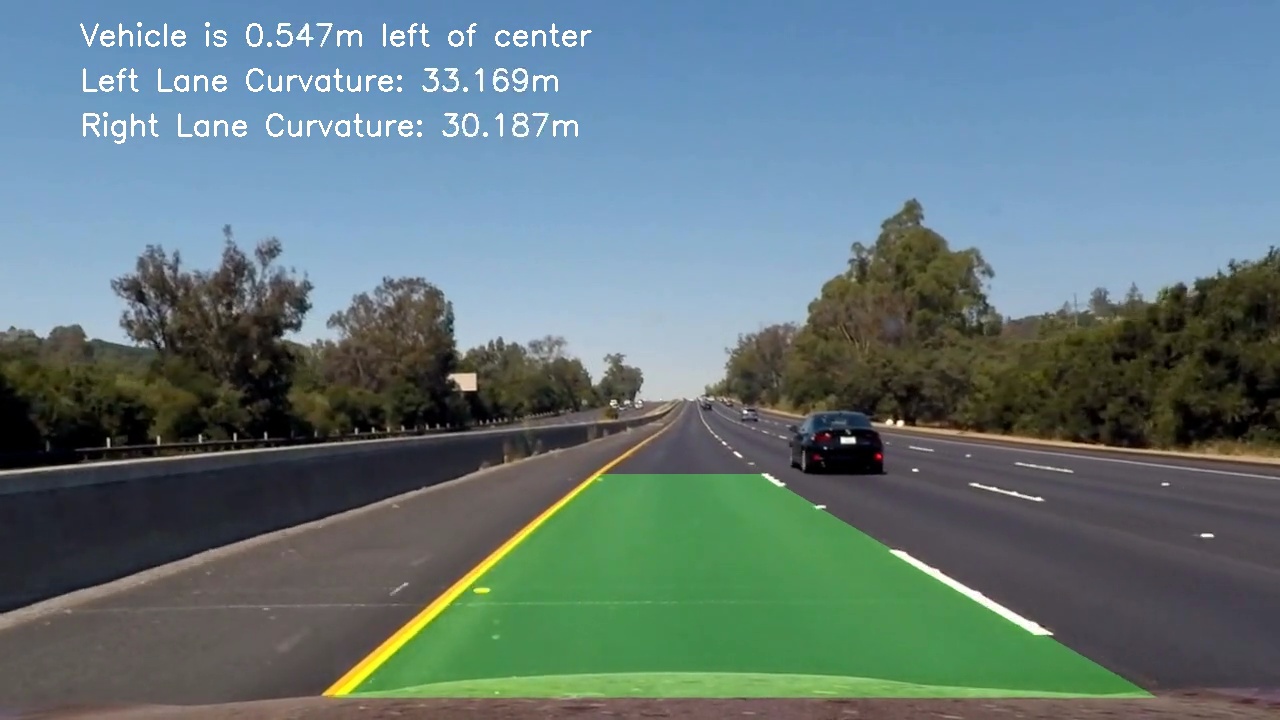 Vehicle is 0.547m left of center
Left Lane Curvature: 33.169m
Right Lane Curvature: 30.187m